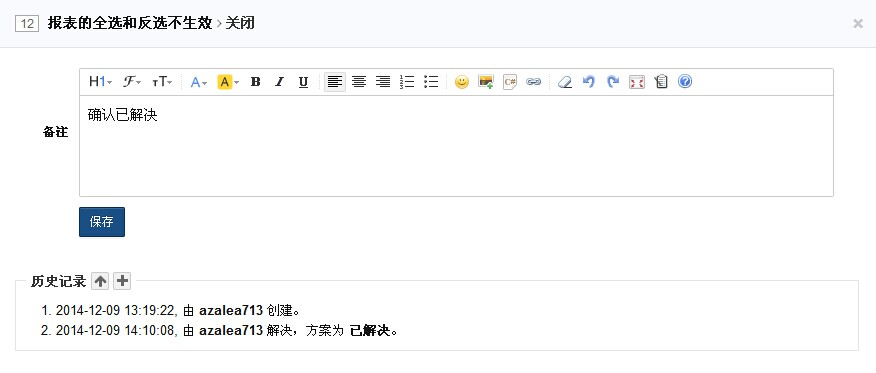 12 报表的全选和反选不生效 › 关闭
H1 ℱ тT A A B I U C#
备注
确认已解决
保存
历史记录
1. 2014-12-09 13:19:22, 由 azalea713 创建。
2. 2014-12-09 14:10:08, 由 azalea713 解决，方案为 已解决。